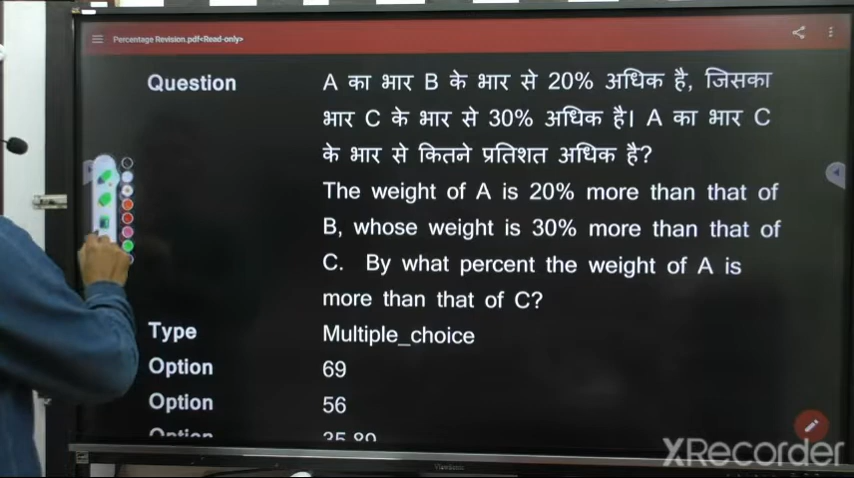 Percentage Revision.pdf<Read-only>
Question
A का भार B के भार से 20% अधिक है, जिसका
भार C के भार से 30% अधिक है। A का भार C
के भार से कितने प्रतिशत अधिक है?
The weight of A is 20% more than that of
B, whose weight is 30% more than that of
C. By what percent the weight of A is
more than that of C?
Type Multiple_choice
Option 69
Option 56
Option
XRecorder
ViewSonic